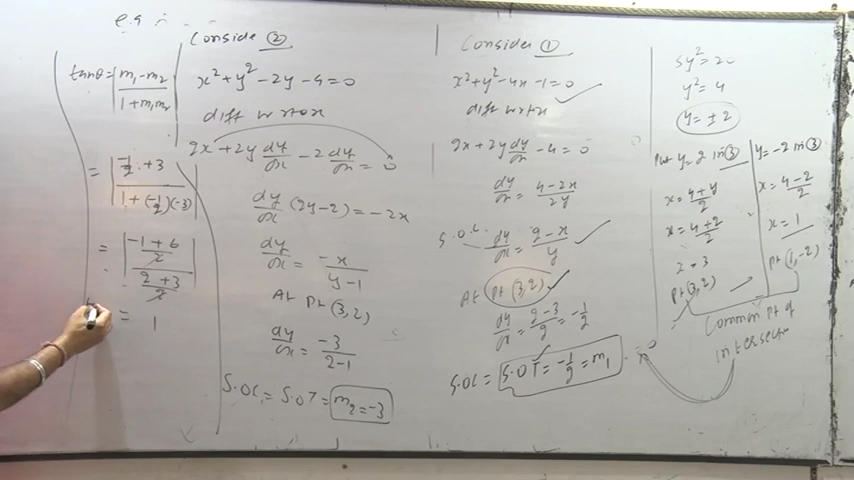 e.g
tanθ = |m₁-m₂ / 1+m₁m₂|
= |-1/2 + 3 / 1+(-1/2)(-3)|
= |(-1+6)/2 / (2+3)/2|
= 1
Conside ②
x²+y²-2y-4=0
diff w r to x
2x+2y dy/dx -2 dy/dx = 0
dy/dx (2y-2) = -2x
dy/dx = -x / y-1
At Pt (3,2)
dy/dx = -3 / 2-1
S.OC = S.OT = m₂=-3
Conside ①
x²+y²-4x-1=0
diff w r to x
2x+2y dy/dx -4=0
dy/dx = 4-2x / 2y
S.O.C dy/dx = 2-x / y
At Pt (3,2)
dy/dx = 2-3 / 2 = -1/2
S.OC = S.OT = -1/2 = m₁
5y²=20
y²=4
y=±2
Put y=2 in ③
x = 4+y / 2
x = 4+2 / 2
x = 3
Pt (3,2)
y=-2 in ③
x = 4-2 / 2
x = 1
Pt (1,-2)
Common Pt of
intersectn